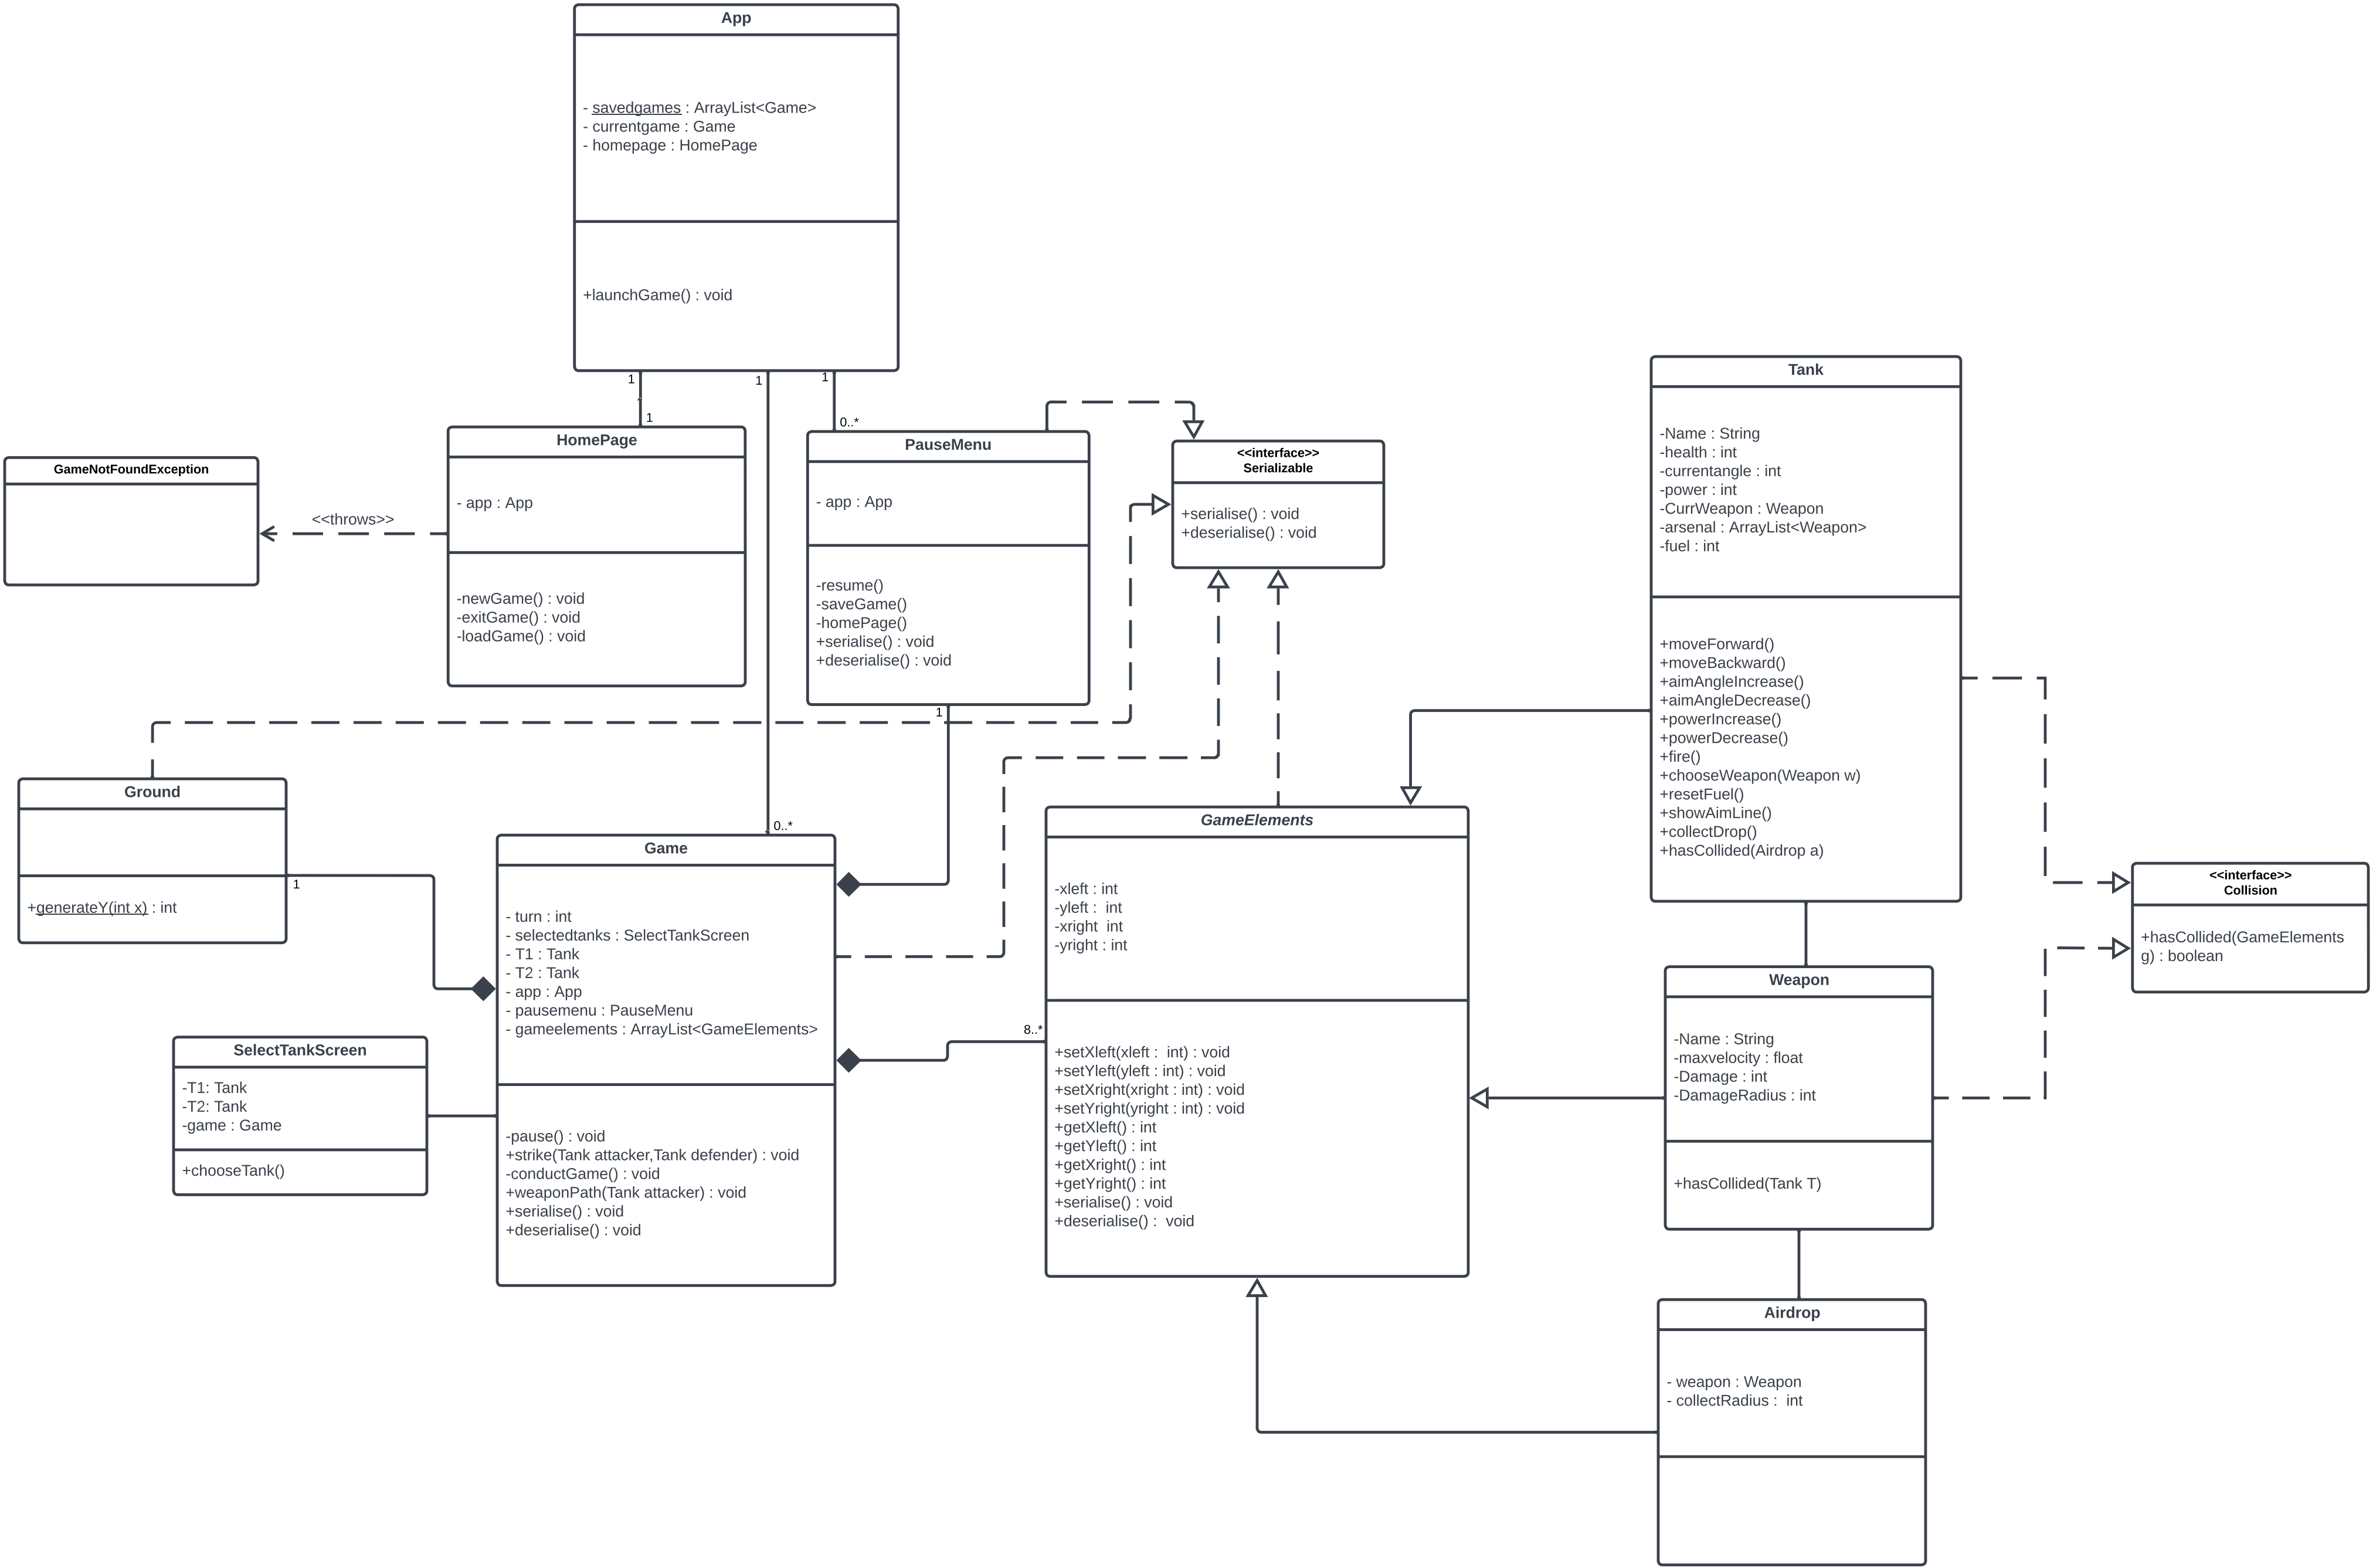 App
- savedgames : ArrayList<Game>
- currentgame : Game
- homepage : HomePage
+launchGame() : void
1
1
1
1
0..*
HomePage
- app : App
-newGame() : void
-exitGame() : void
-loadGame() : void
GameNotFoundException
<<throws>>
PauseMenu
- app : App
-resume()
-saveGame()
-homePage()
+serialise() : void
+deserialise() : void
1
<<interface>>
Serializable
+serialise() : void
+deserialise() : void
Tank
-Name : String
-health : int
-currentangle : int
-power : int
-CurrWeapon : Weapon
-arsenal : ArrayList<Weapon>
-fuel : int
+moveForward()
+moveBackward()
+aimAngleIncrease()
+aimAngleDecrease()
+powerIncrease()
+powerDecrease()
+fire()
+chooseWeapon(Weapon w)
+resetFuel()
+showAimLine()
+collectDrop()
+hasCollided(Airdrop a)
Ground
+generateY(int x) : int
1
0..*
Game
- turn : int
- selectedtanks : SelectTankScreen
- T1 : Tank
- T2 : Tank
- app : App
- pausemenu : PauseMenu
- gameelements : ArrayList<GameElements>
-pause() : void
+strike(Tank attacker,Tank defender) : void
-conductGame() : void
+weaponPath(Tank attacker) : void
+serialise() : void
+deserialise() : void
SelectTankScreen
-T1: Tank
-T2: Tank
-game : Game
+chooseTank()
8..*
GameElements
-xleft : int
-yleft :  int
-xright  int
-yright : int
+setXleft(xleft :  int) : void
+setYleft(yleft : int) : void
+setXright(xright : int) : void
+setYright(yright : int) : void
+getXleft() : int
+getYleft() : int
+getXright() : int
+getYright() : int
+serialise() : void
+deserialise() :  void
<<interface>>
Collision
+hasCollided(GameElements
g) : boolean
Weapon
-Name : String
-maxvelocity : float
-Damage : int
-DamageRadius : int
+hasCollided(Tank T)
Airdrop
- weapon : Weapon
- collectRadius :  int